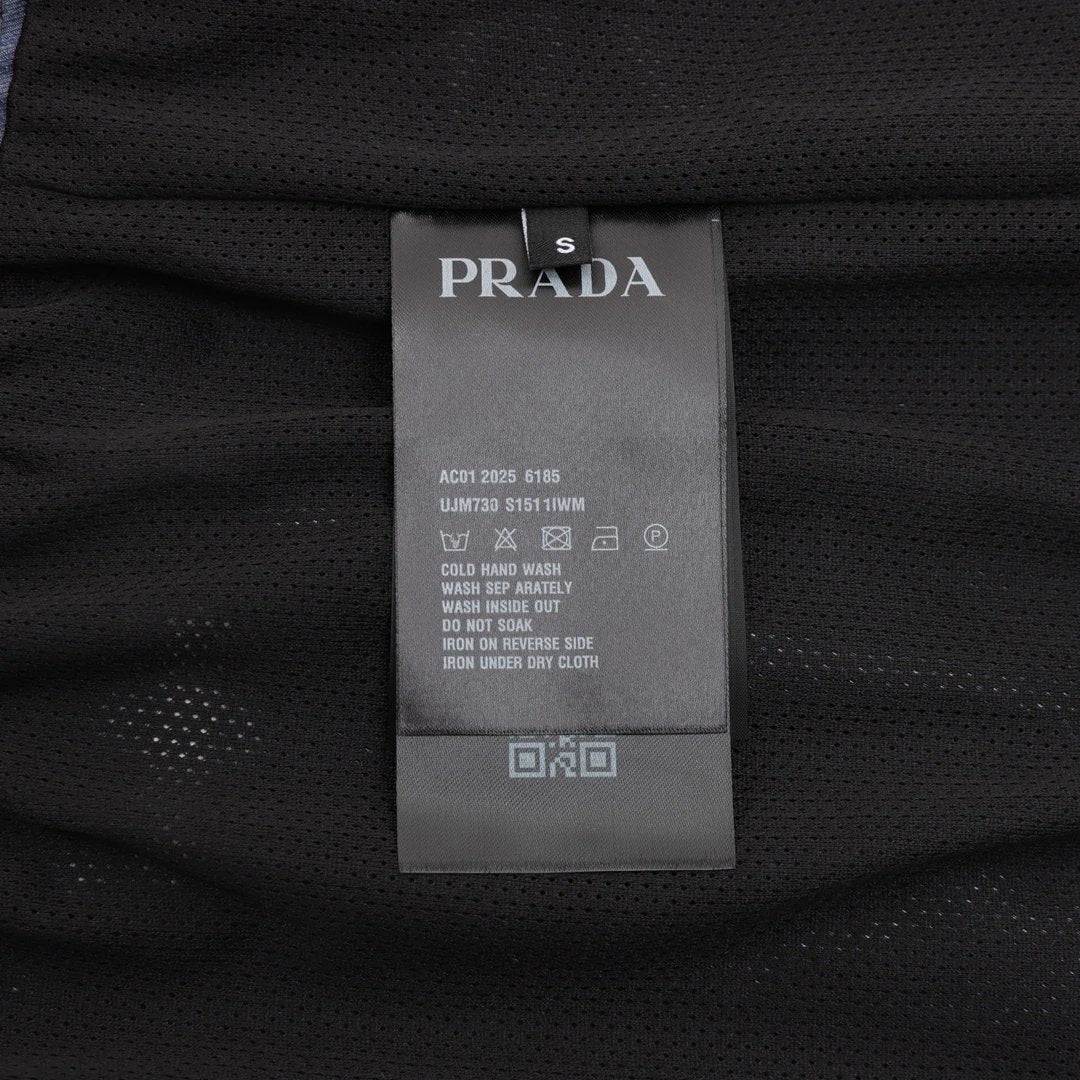 S
PRADA
AC01 2025 6185
UJM730 S1511IWM
P
COLD HAND WASH
WASH SEP ARATELY
WASH INSIDE OUT
DO NOT SOAK
IRON ON REVERSE SIDE
IRON UNDER DRY CLOTH